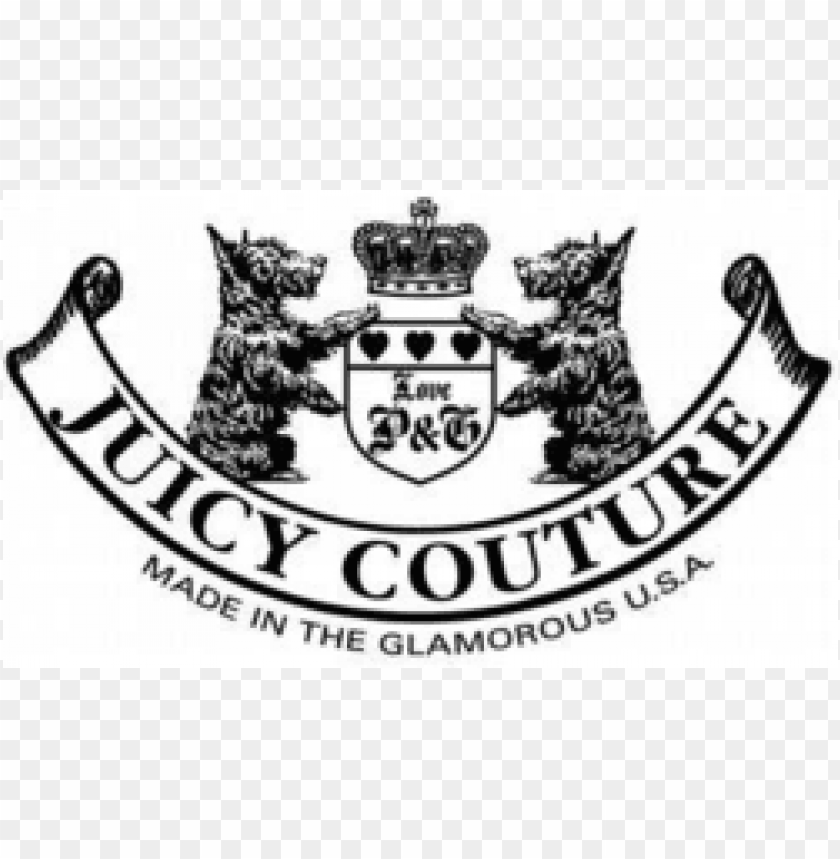 Love
P&G
JUICY COUTURE
MADE IN THE GLAMOROUS U.S.A.